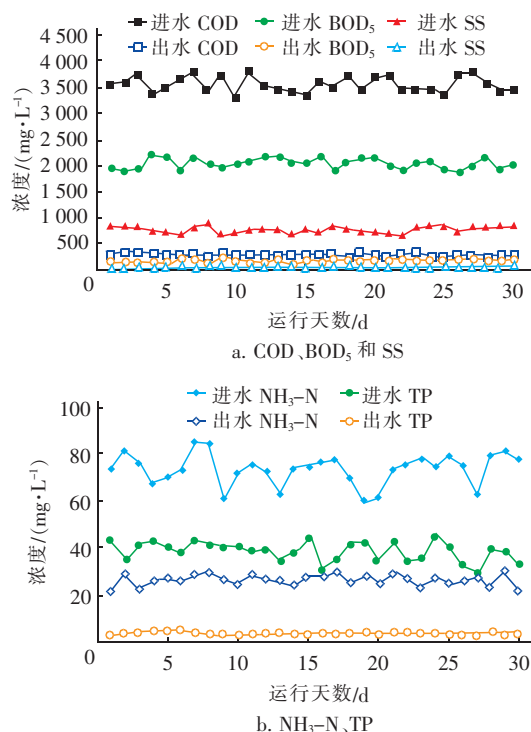 进水 COD 进水 BOD₅ 进水 SS
出水 COD 出水 BOD₅ 出水 SS
4 500
4 000
3 500
3 000
2 500
2 000
1 500
1 000
500
0
浓度/(mg·L⁻¹)
0 5 10 15 20 25 30
运行天数/d
a. COD、BOD₅ 和 SS
进水 NH₃-N 进水 TP
出水 NH₃-N 出水 TP
100
80
60
40
20
0
浓度/(mg·L⁻¹)
0 5 10 15 20 25 30
运行天数/d
b. NH₃-N、TP